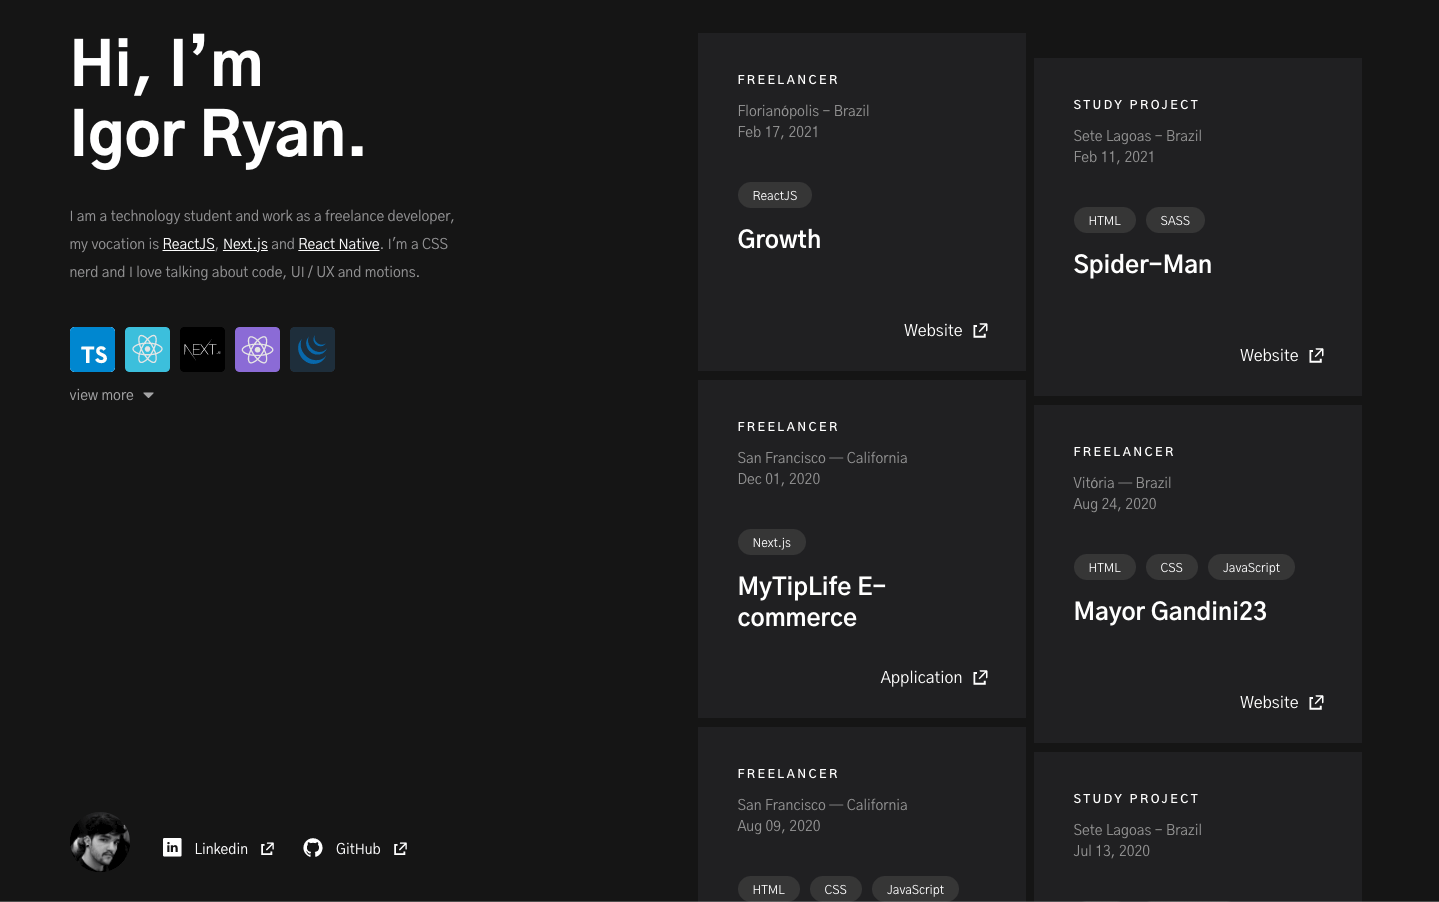 Hi, I’m
Igor Ryan.
I am a technology student and work as a freelance developer,
my vocation is ReactJS, Next.js and React Native. I’m a CSS
nerd and I love talking about code, UI / UX and motions.
TS
NEXT.JS
view more
Linkedin
GitHub
FREELANCER
Florianópolis – Brazil
Feb 17, 2021
ReactJS
Growth
Website
STUDY PROJECT
Sete Lagoas – Brazil
Feb 11, 2021
HTML SASS
Spider–Man
Website
FREELANCER
San Francisco — California
Dec 01, 2020
Next.js
MyTipLife E–
commerce
Application
FREELANCER
Vitória — Brazil
Aug 24, 2020
HTML CSS JavaScript
Mayor Gandini23
Website
FREELANCER
San Francisco — California
Aug 09, 2020
HTML CSS JavaScript
STUDY PROJECT
Sete Lagoas – Brazil
Jul 13, 2020